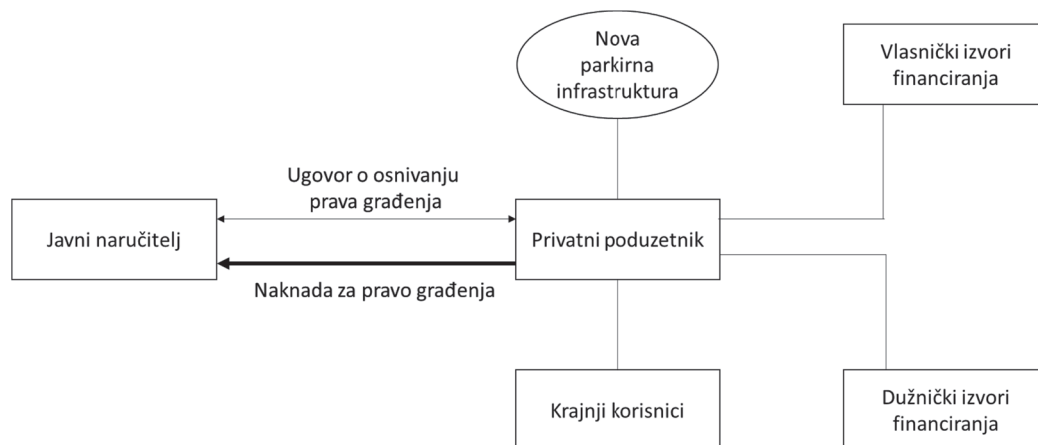 Nova
parkirna
infrastruktura
Vlasnički izvori
financiranja
Ugovor o osnivanju
prava građenja
Javni naručitelj
Privatni poduzetnik
Naknada za pravo građenja
Krajnji korisnici
Dužnički izvori
financiranja